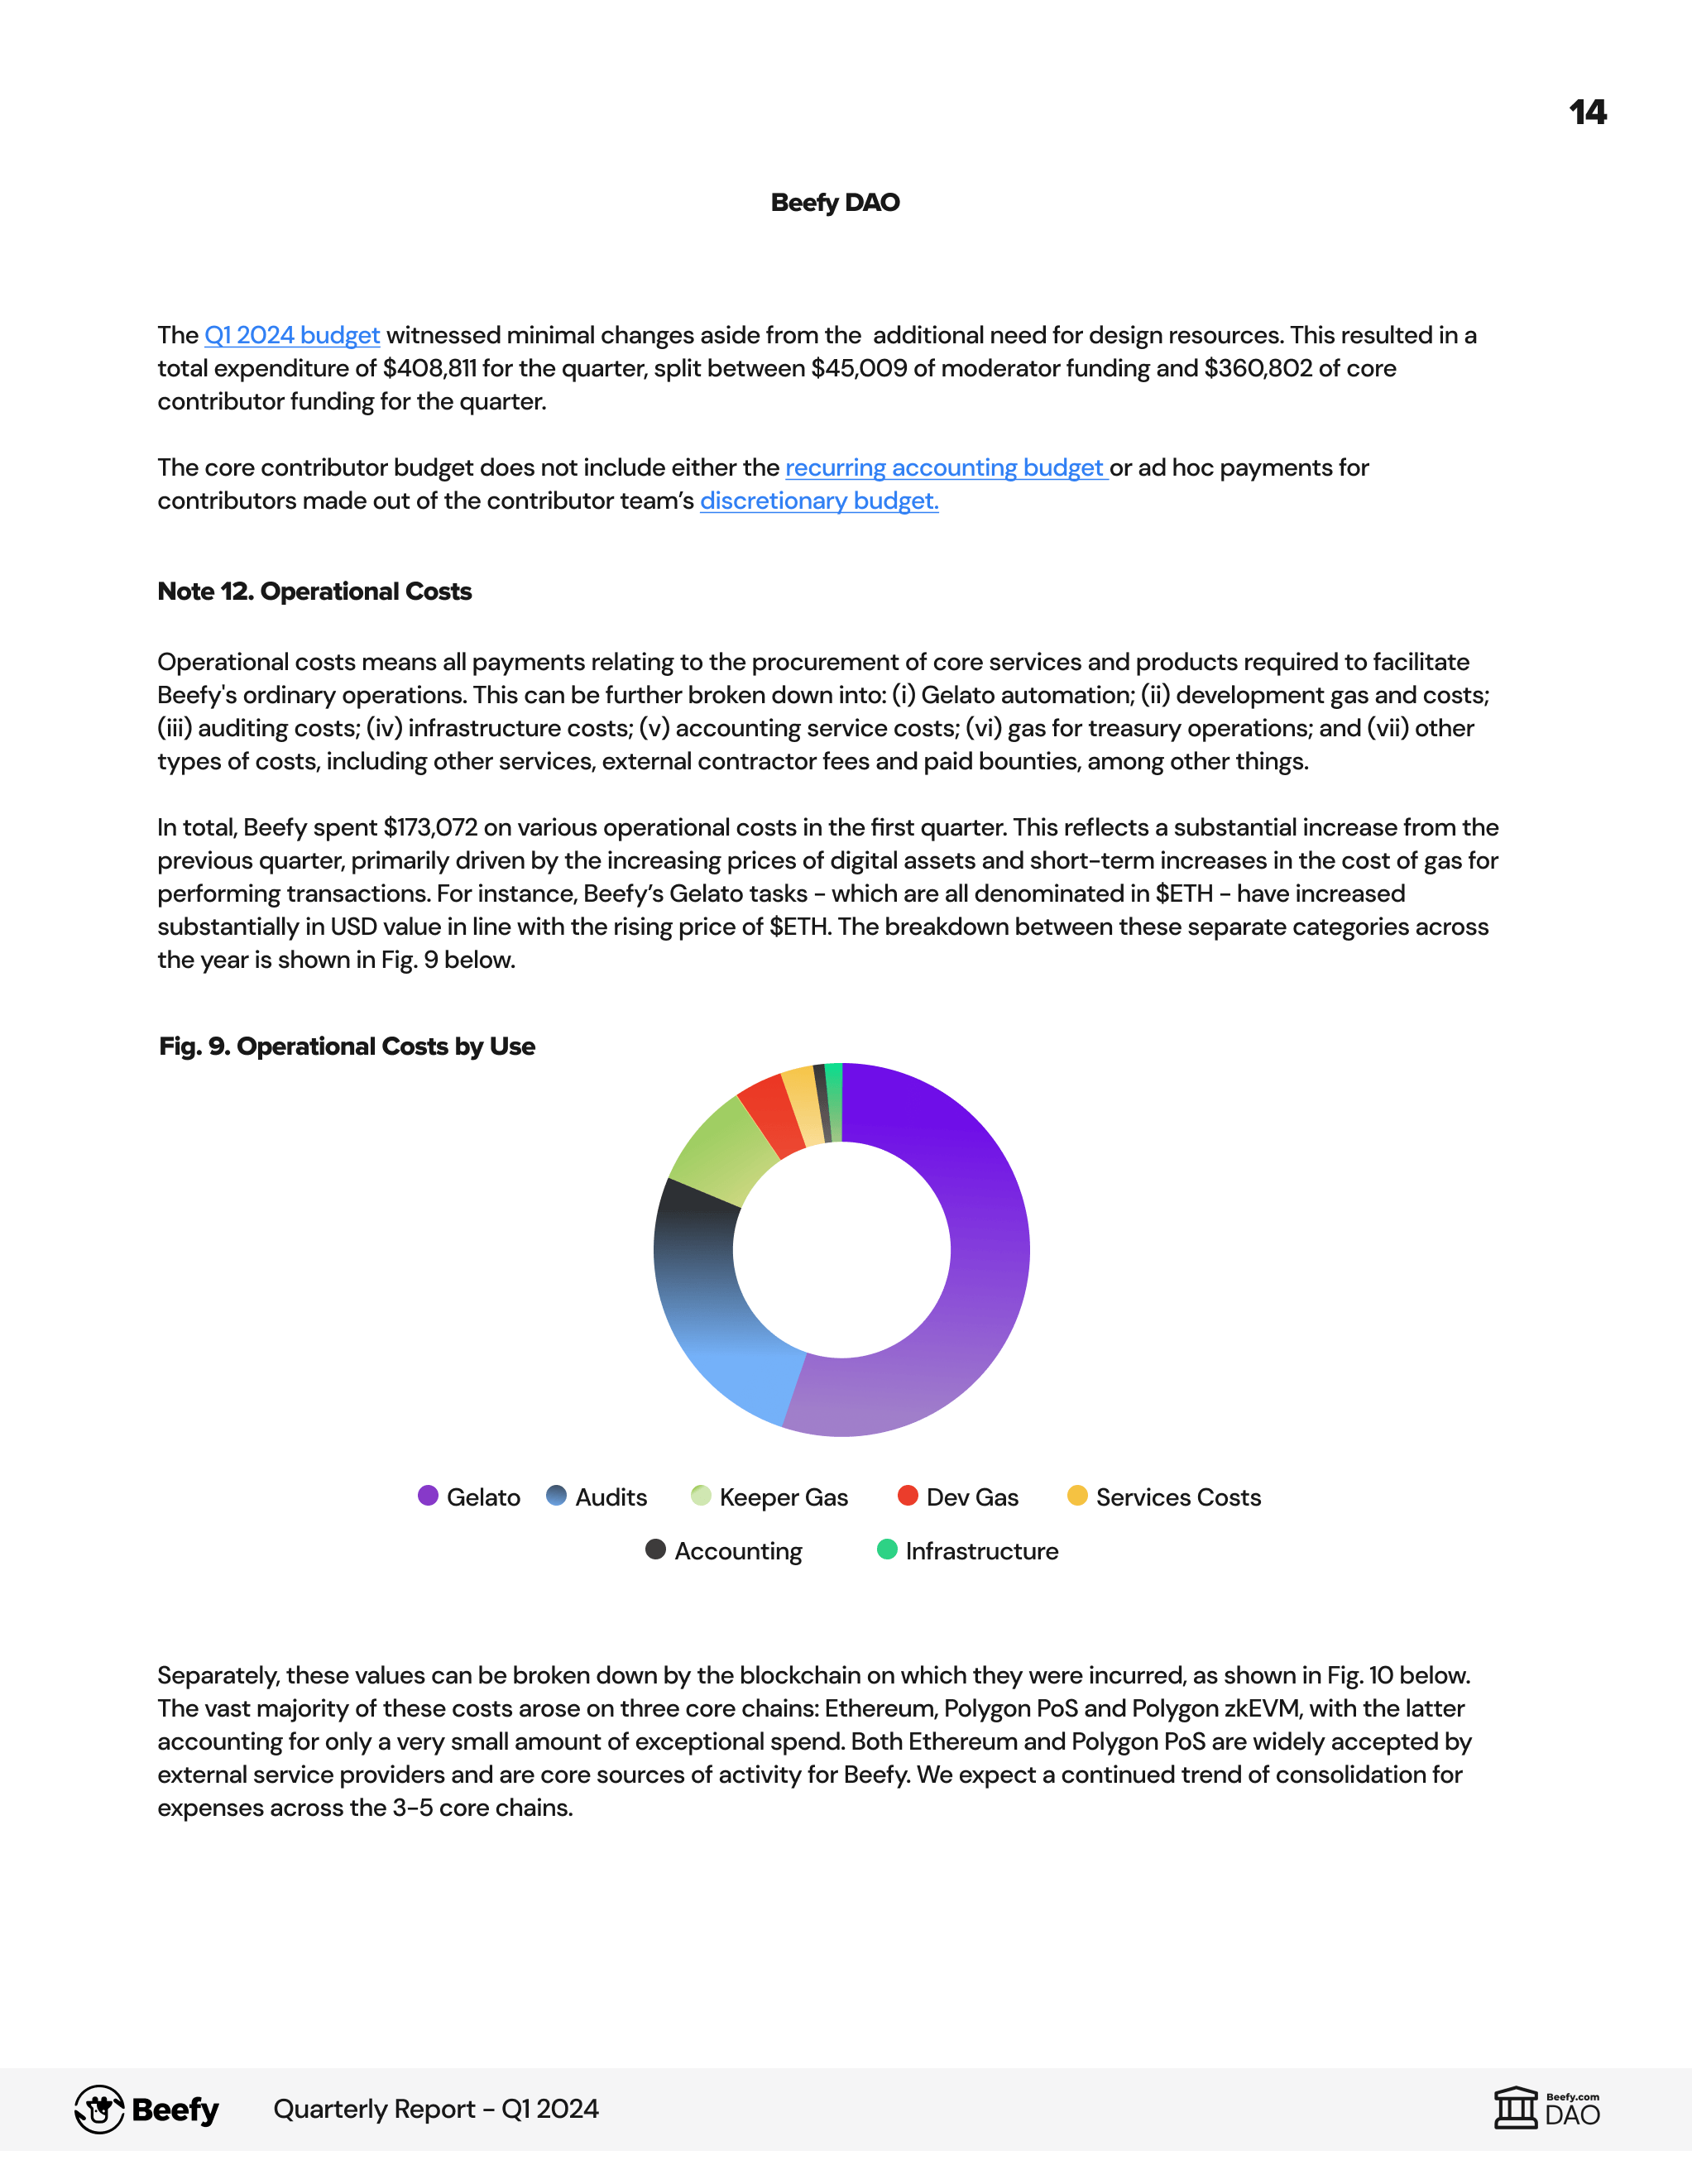 14
Beefy DAO
The Q1 2024 budget witnessed minimal changes aside from the  additional need for design resources. This resulted in a
total expenditure of $408,811 for the quarter, split between $45,009 of moderator funding and $360,802 of core
contributor funding for the quarter.
The core contributor budget does not include either the recurring accounting budget or ad hoc payments for
contributors made out of the contributor team’s discretionary budget.
Note 12. Operational Costs
Operational costs means all payments relating to the procurement of core services and products required to facilitate
Beefy's ordinary operations. This can be further broken down into: (i) Gelato automation; (ii) development gas and costs;
(iii) auditing costs; (iv) infrastructure costs; (v) accounting service costs; (vi) gas for treasury operations; and (vii) other
types of costs, including other services, external contractor fees and paid bounties, among other things.
In total, Beefy spent $173,072 on various operational costs in the first quarter. This reflects a substantial increase from the
previous quarter, primarily driven by the increasing prices of digital assets and short-term increases in the cost of gas for
performing transactions. For instance, Beefy’s Gelato tasks - which are all denominated in $ETH - have increased
substantially in USD value in line with the rising price of $ETH. The breakdown between these separate categories across
the year is shown in Fig. 9 below.
Fig. 9. Operational Costs by Use
Gelato Audits Keeper Gas Dev Gas Services Costs
Accounting Infrastructure
Separately, these values can be broken down by the blockchain on which they were incurred, as shown in Fig. 10 below.
The vast majority of these costs arose on three core chains: Ethereum, Polygon PoS and Polygon zkEVM, with the latter
accounting for only a very small amount of exceptional spend. Both Ethereum and Polygon PoS are widely accepted by
external service providers and are core sources of activity for Beefy. We expect a continued trend of consolidation for
expenses across the 3-5 core chains.
Beefy Quarterly Report - Q1 2024
Beefy.com
DAO